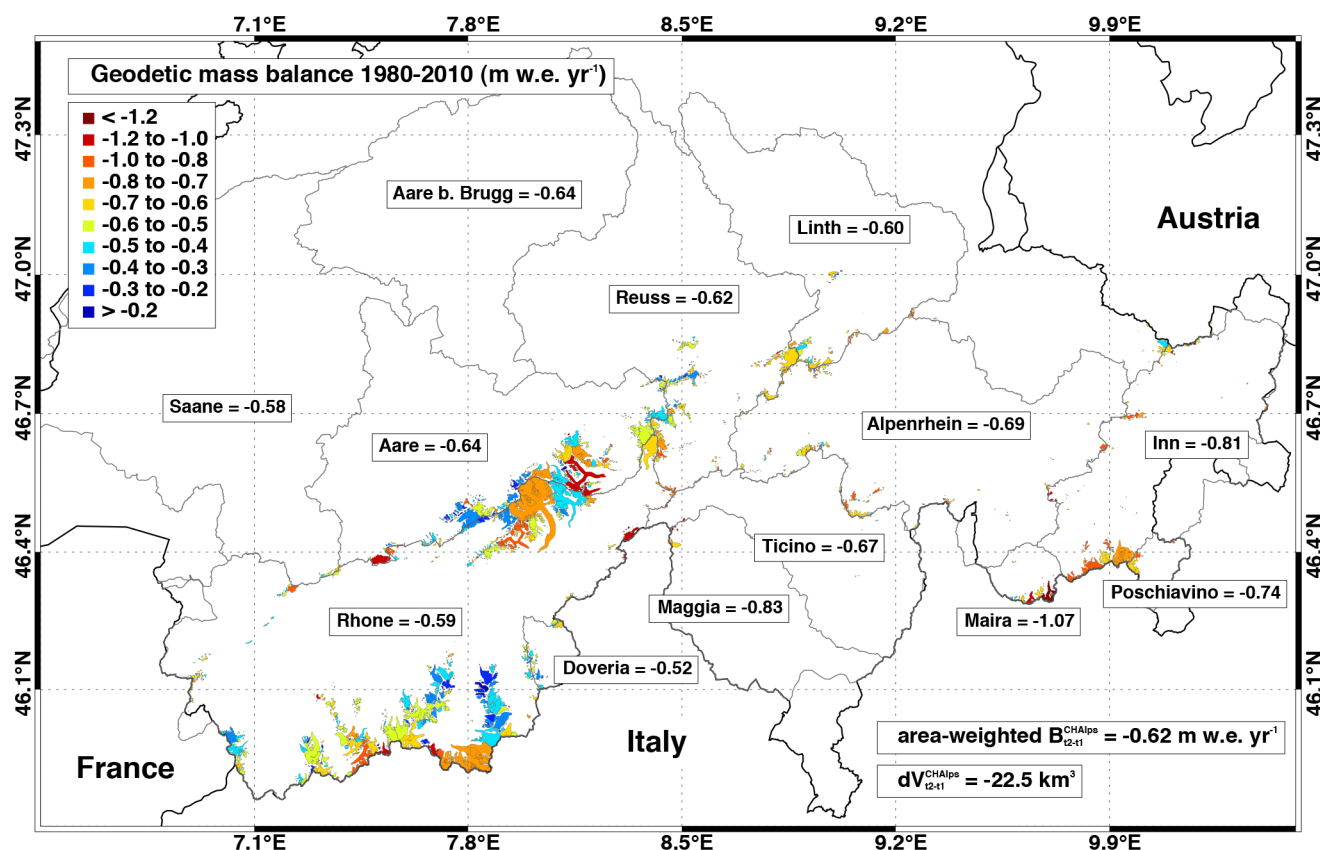 7.1°E 7.8°E 8.5°E 9.2°E 9.9°E
Geodetic mass balance 1980-2010 (m w.e. yr⁻¹)
< -1.2
-1.2 to -1.0
-1.0 to -0.8
-0.8 to -0.7
-0.7 to -0.6
-0.6 to -0.5
-0.5 to -0.4
-0.4 to -0.3
-0.3 to -0.2
> -0.2
47.3°N 47.3°N
Aare b. Brugg = -0.64
Linth = -0.60
Austria
47.0°N 47.0°N
Reuss = -0.62
Saane = -0.58
46.7°N 46.7°N
Alpenrhein = -0.69
Aare = -0.64
Inn = -0.81
46.4°N 46.4°N
Ticino = -0.67
Poschiavino = -0.74
Maggia = -0.83
Rhone = -0.59
Maira = -1.07
Doveria = -0.52
46.1°N 46.1°N
area-weighted B CHAlps t2-t1 = -0.62 m w.e. yr⁻¹
Italy
France
dV CHAlps t2-t1 = -22.5 km³
7.1°E 7.8°E 8.5°E 9.2°E 9.9°E